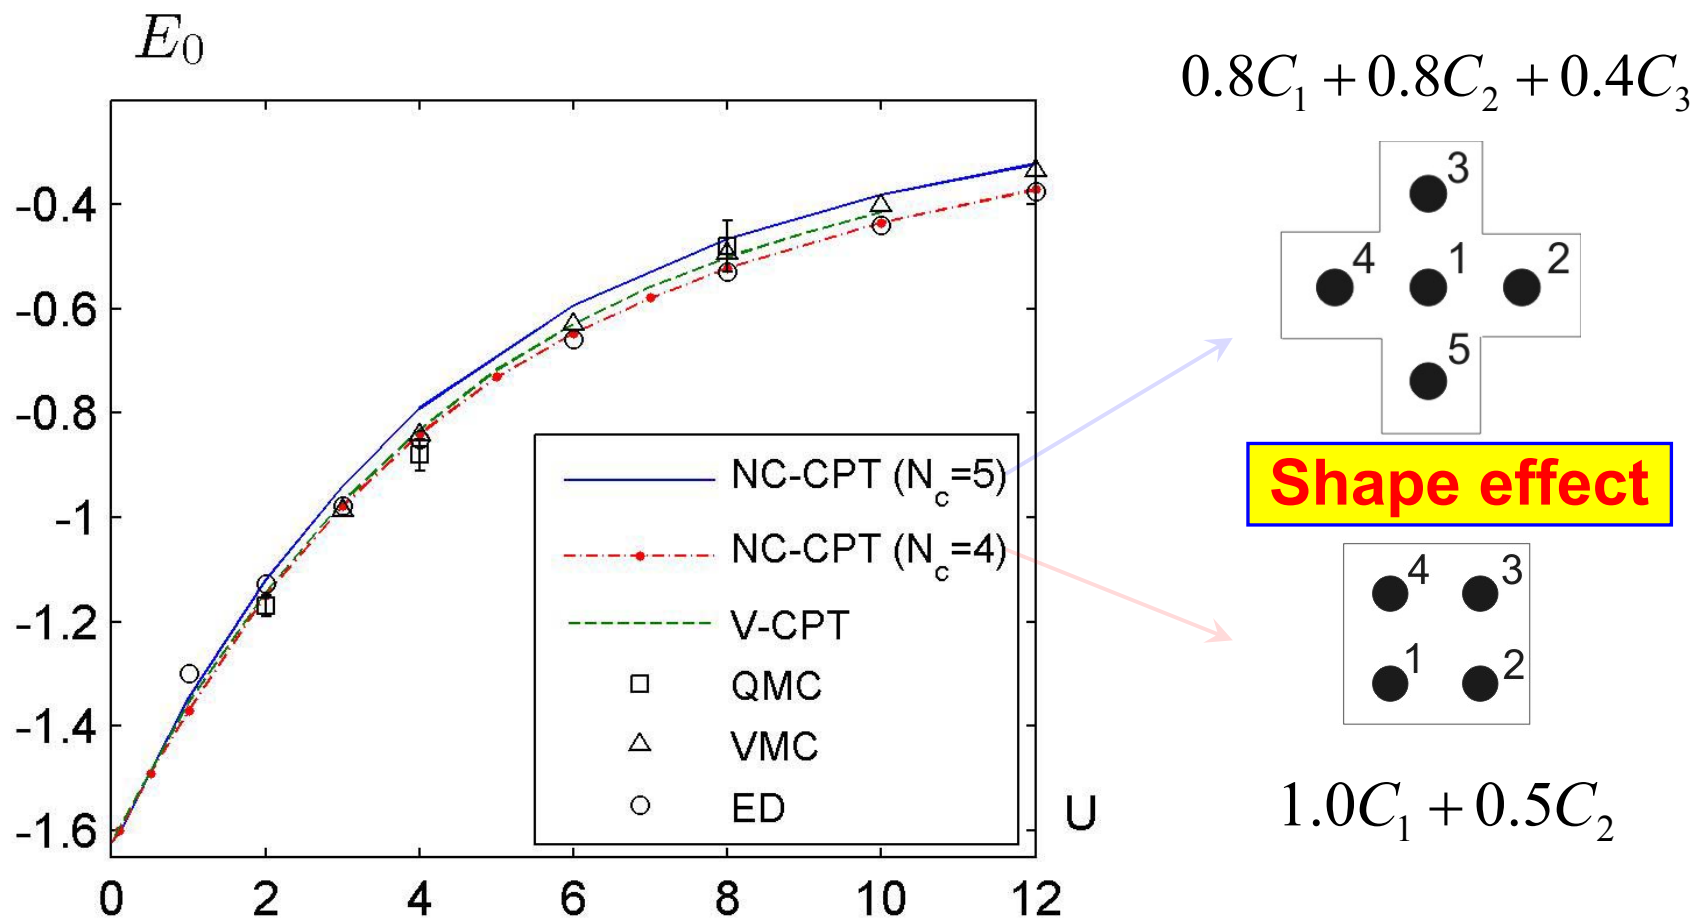 E₀
-0.4
-0.6
-0.8
-1
-1.2
-1.4
-1.6
0 2 4 6 8 10 12
U
NC-CPT (N_c=5)
NC-CPT (N_c=4)
V-CPT
QMC
VMC
ED
0.8C₁ + 0.8C₂ + 0.4C₃
3
4 1 2
5
Shape effect
4 3
1 2
1.0C₁ + 0.5C₂